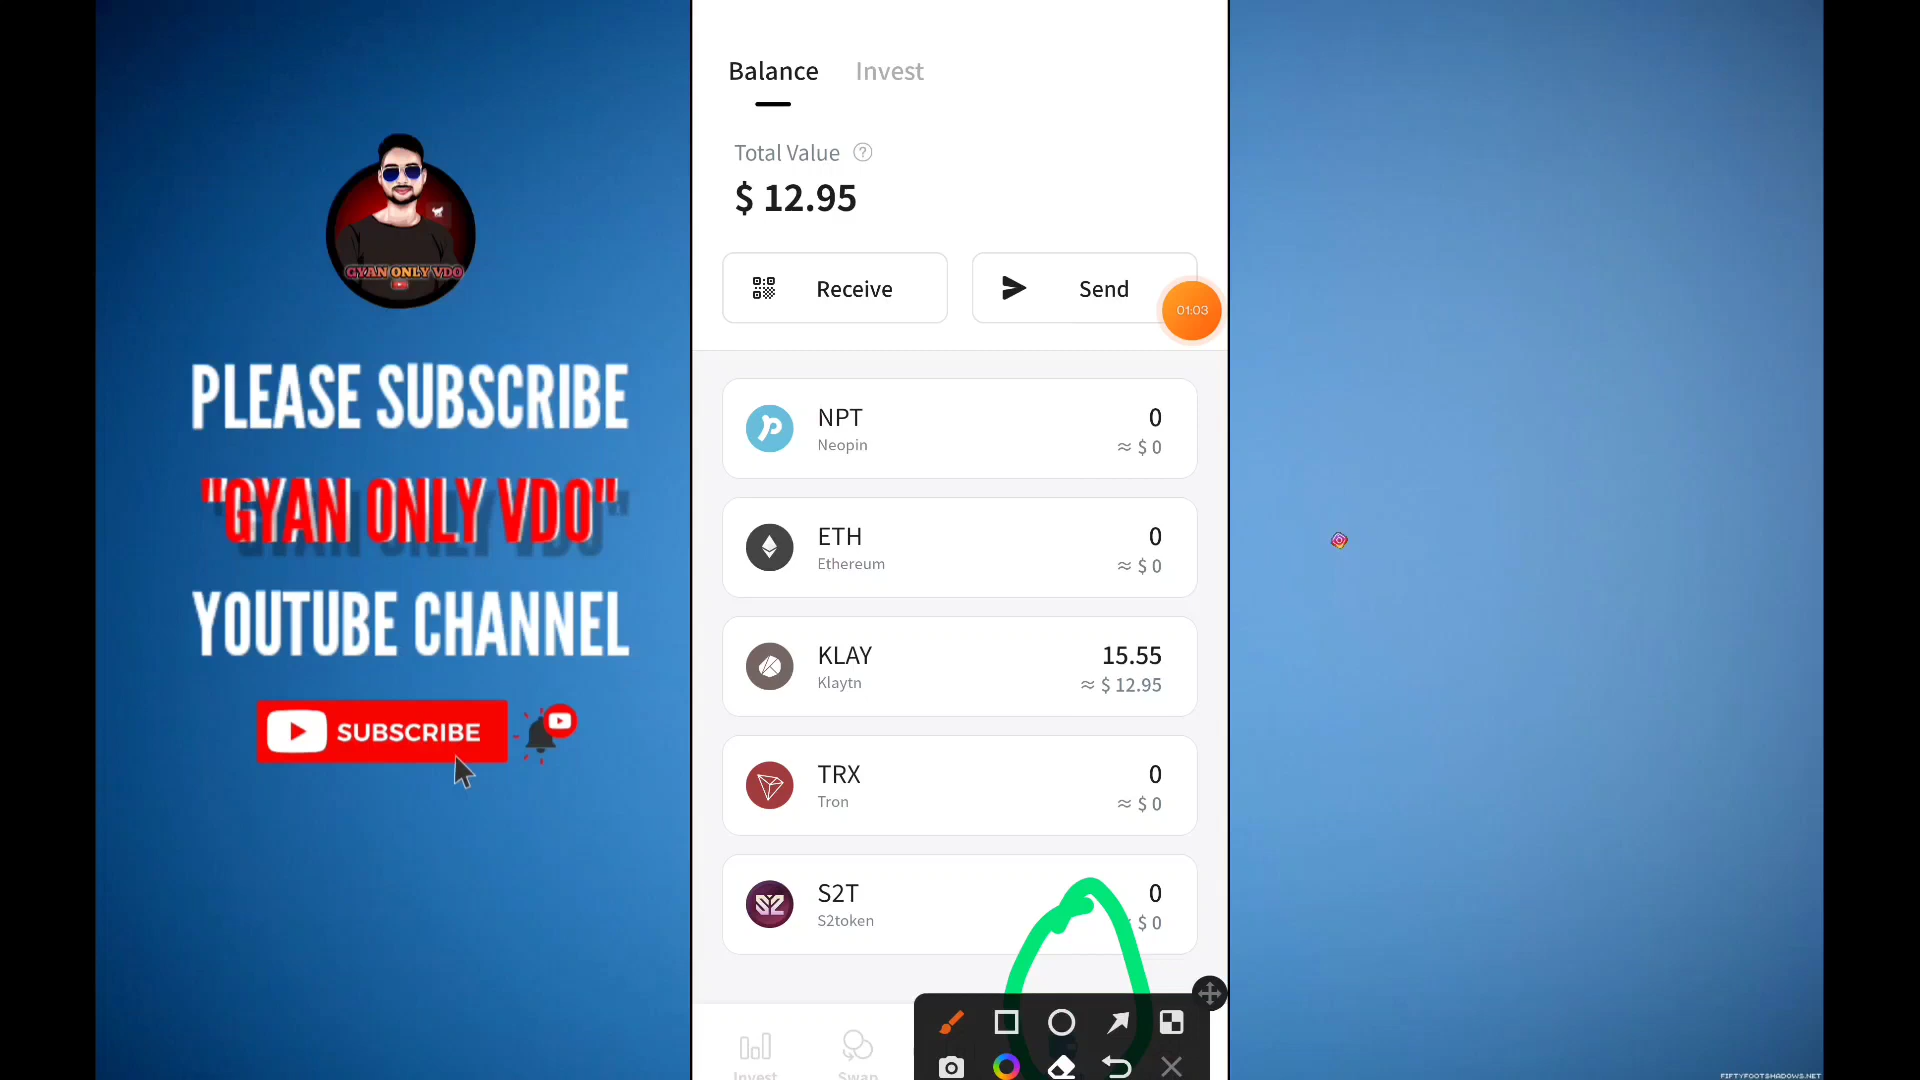 GYAN ONLY VDO
PLEASE SUBSCRIBE
"GYAN ONLY VDO"
YOUTUBE CHANNEL
SUBSCRIBE
Balance Invest
Total Value ?
$ 12.95
Receive Send
01:03
NPT 0
Neopin ≈ $ 0
ETH 0
Ethereum ≈ $ 0
KLAY 15.55
Klaytn ≈ $ 12.95
TRX 0
Tron ≈ $ 0
S2T 0
S2token $ 0
Invest Swap
FIFTYFOOTSHADOWS.NET